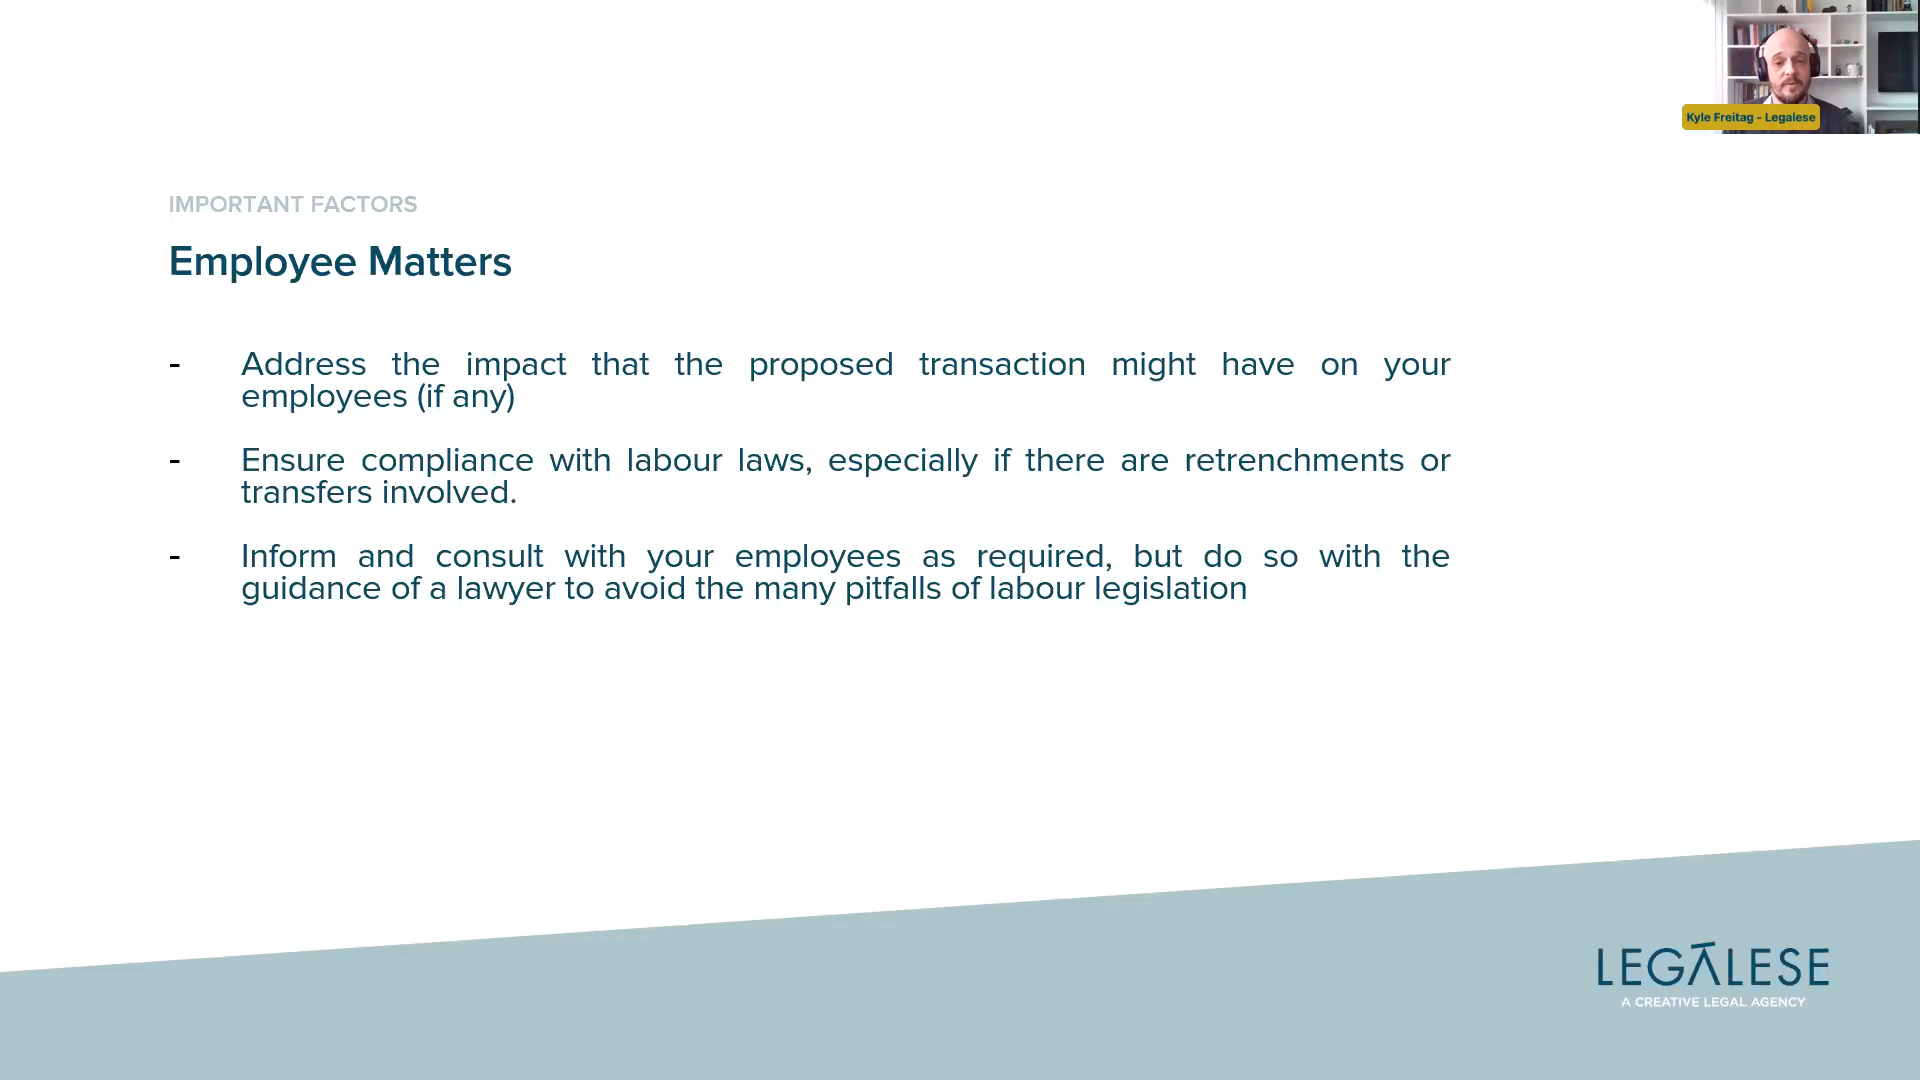 Kyle Freitag - Legalese
IMPORTANT FACTORS
Employee Matters
- Address the impact that the proposed transaction might have on your
employees (if any)
- Ensure compliance with labour laws, especially if there are retrenchments or
transfers involved.
- Inform and consult with your employees as required, but do so with the
guidance of a lawyer to avoid the many pitfalls of labour legislation
LEGALESE
A CREATIVE LEGAL AGENCY